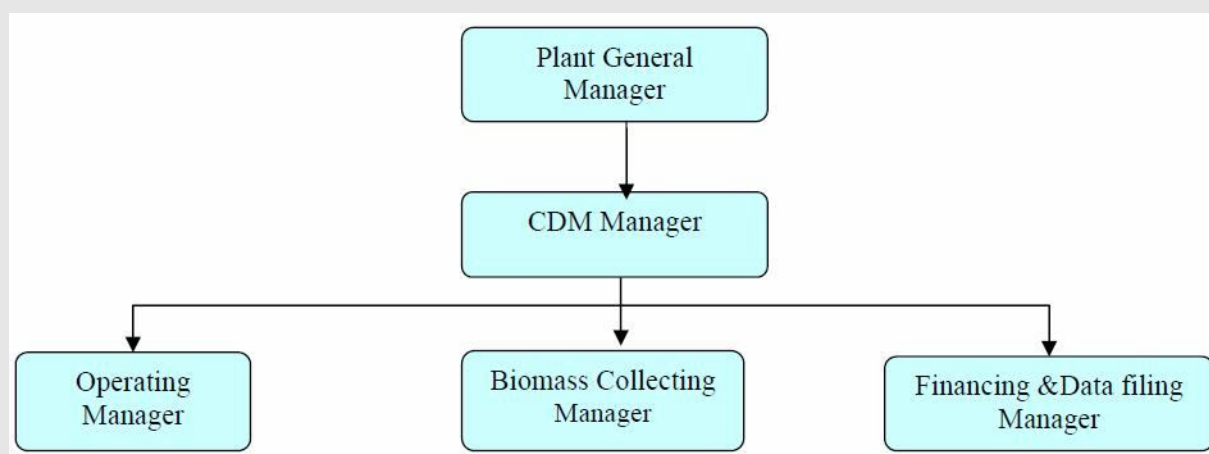 Plant General
Manager
CDM Manager
Operating
Manager
Biomass Collecting
Manager
Financing &Data filing
Manager